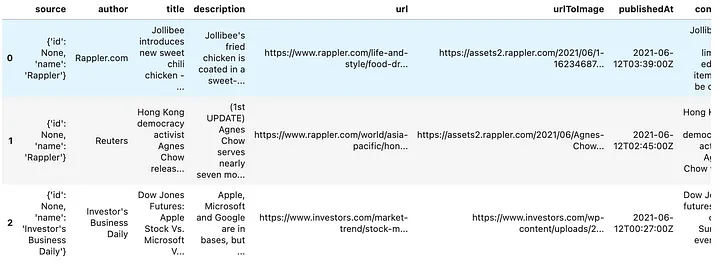 source author title description url urlToImage publishedAt con
0 {'id': None, 'name': 'Rappler'} Rappler.com Jollibee introduces new sweet chili chicken - ... Jollibee's fried chicken is coated in a sweet-... https://www.rappler.com/life-and-style/food-dr... https://assets2.rappler.com/2021/06/1-16234687... 2021-06-12T03:39:00Z Jollib lim ed item be c
1 {'id': None, 'name': 'Rappler'} Reuters Hong Kong democracy activist Agnes Chow releas... (1st UPDATE) Agnes Chow serves nearly seven mo... https://www.rappler.com/world/asia-pacific/hon... https://assets2.rappler.com/2021/06/Agnes-Chow... 2021-06-12T02:45:00Z Hong K democ act A Chow
2 {'id': None, 'name': 'Investor's Business Daily'} Investor's Business Daily Dow Jones Futures: Apple Stock Vs. Microsoft V... Apple, Microsoft and Google are in bases, but ... https://www.investors.com/market-trend/stock-m... https://www.investors.com/wp-content/uploads/2... 2021-06-12T00:27:00Z Dow J futures c Su even